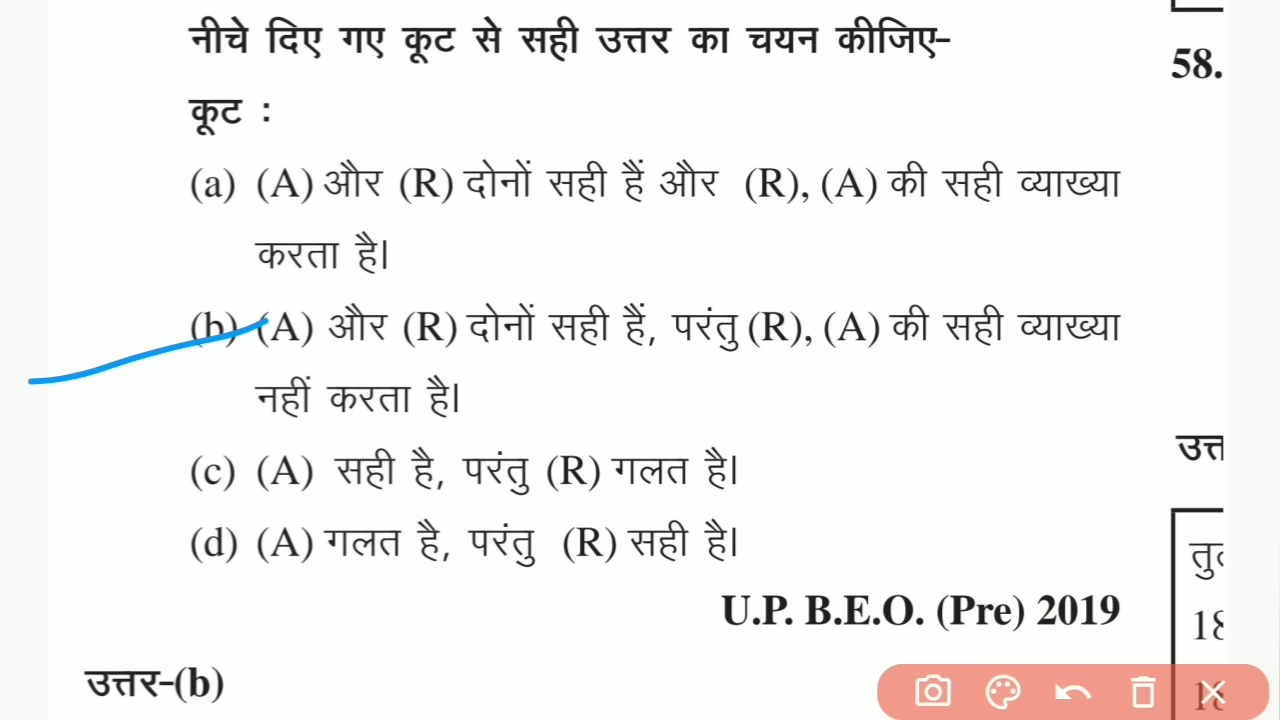 नीचे दिए गए कूट से सही उत्तर का चयन कीजिए-
कूट :
(a) (A) और (R) दोनों सही हैं और (R), (A) की सही व्याख्या
करता है।
(b) (A) और (R) दोनों सही हैं, परंतु (R), (A) की सही व्याख्या
नहीं करता है।
(c) (A) सही है, परंतु (R) गलत है।
(d) (A) गलत है, परंतु (R) सही है।
U.P. B.E.O. (Pre) 2019
उत्तर-(b)
58.